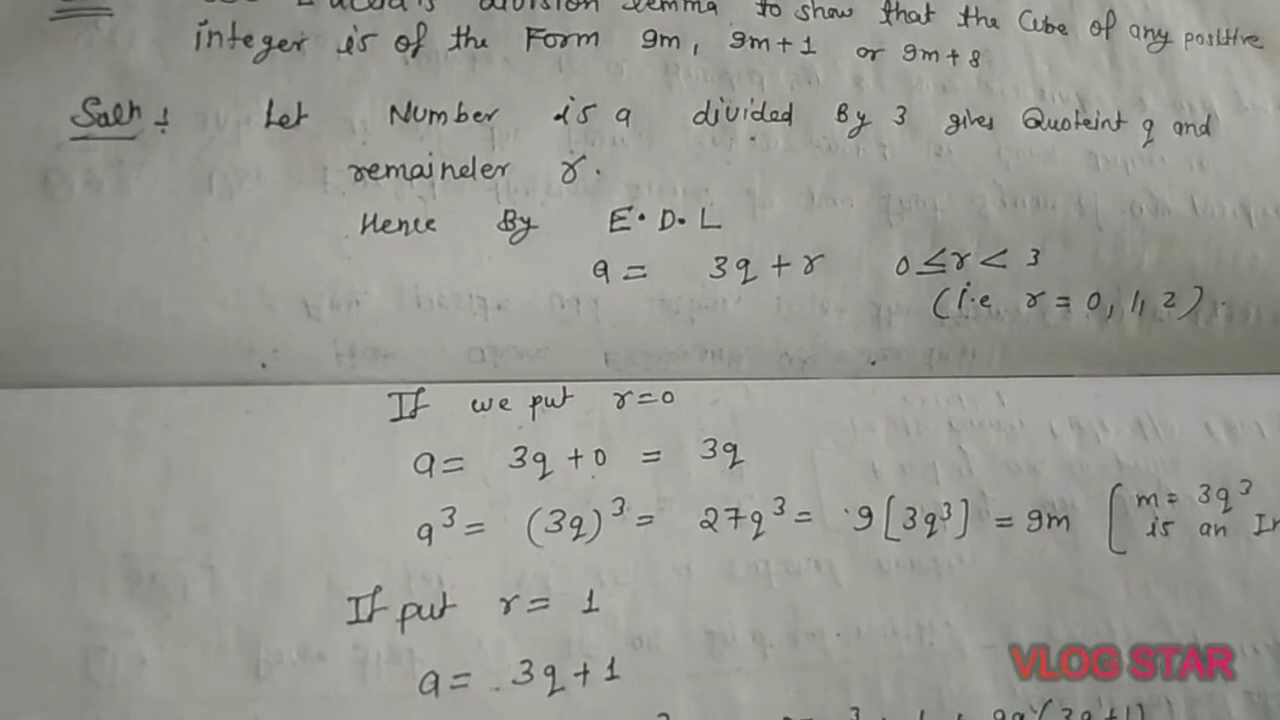 division lemma to show that the Cube of any positive
integer is of the Form 9m, 9m+1 or 9m+8
Soln :
Let Number is a divided By 3 gives Quoteint q and
remainder r.
Hence By E.D.L
a = 3q + r 0 ≤ r < 3
(i.e r = 0, 1, 2)
If we put r=0
a = 3q + 0 = 3q
a³ = (3q)³ = 27q³ = 9[3q³] = 9m [ m = 3q³
is an In
If put r = 1
a = 3q + 1
VLOG STAR